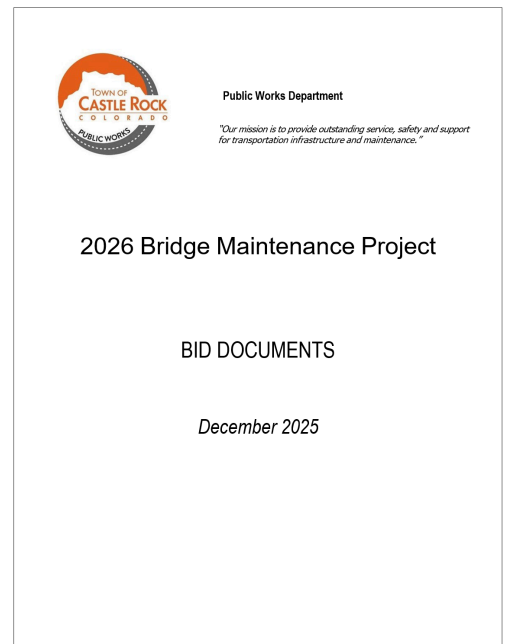 TOWN OF
CASTLE ROCK
COLORADO
PUBLIC WORKS
Public Works Department
"Our mission is to provide outstanding service, safety and support
for transportation infrastructure and maintenance."
2026 Bridge Maintenance Project
BID DOCUMENTS
December 2025